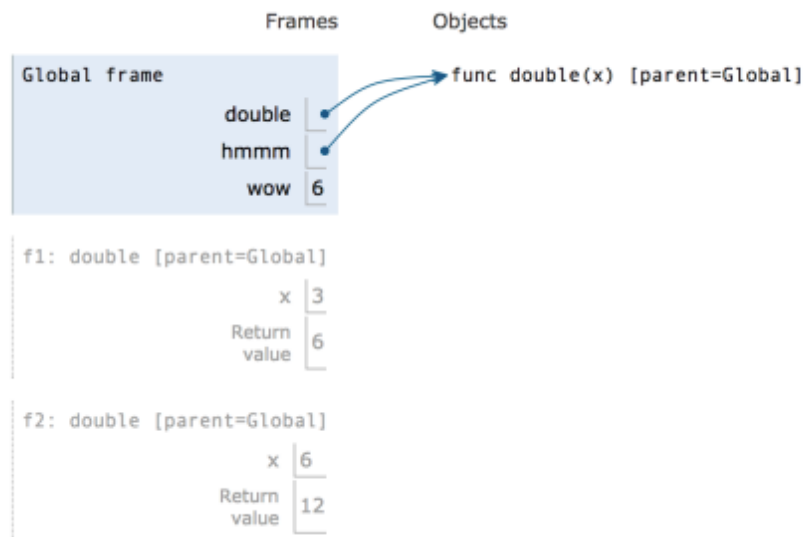 Frames Objects
Global frame func double(x) [parent=Global]
double
hmmm
wow 6
f1: double [parent=Global]
x 3
Return
value 6
f2: double [parent=Global]
x 6
Return
value 12